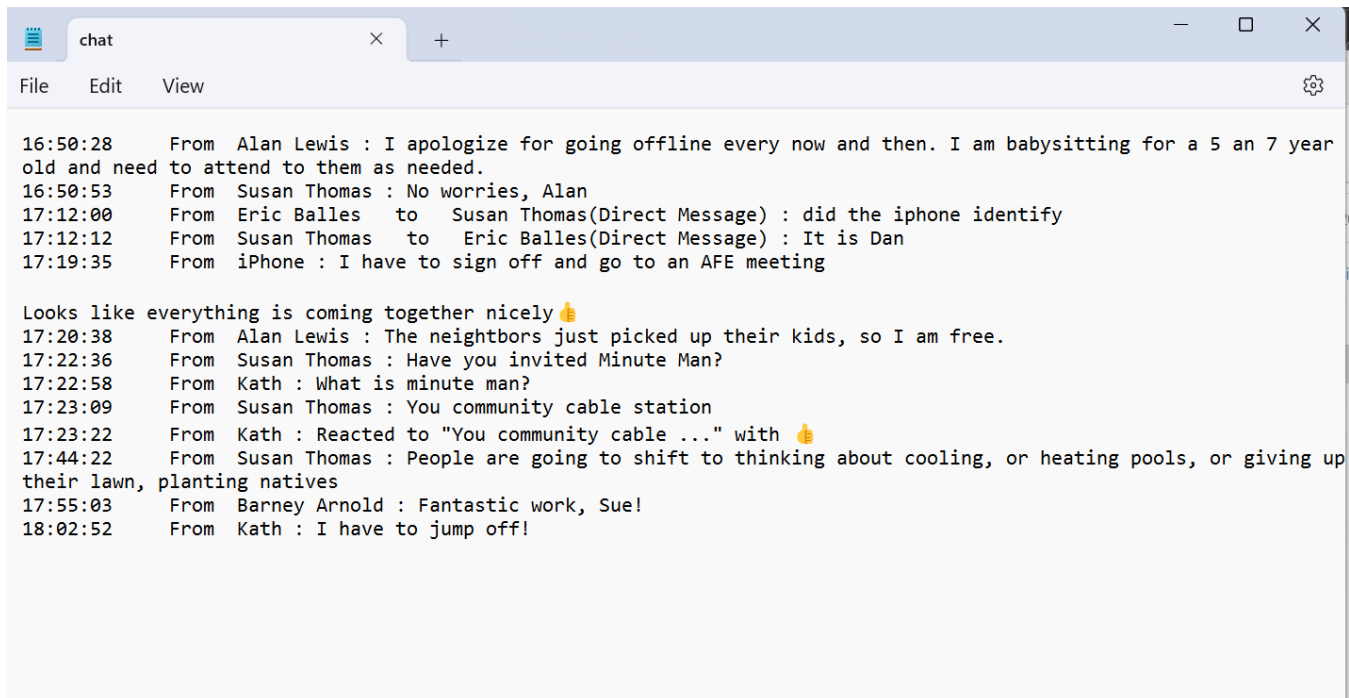 chat
File Edit View
16:50:28 From Alan Lewis : I apologize for going offline every now and then. I am babysitting for a 5 an 7 year
old and need to attend to them as needed.
16:50:53 From Susan Thomas : No worries, Alan
17:12:00 From Eric Balles to Susan Thomas(Direct Message) : did the iphone identify
17:12:12 From Susan Thomas to Eric Balles(Direct Message) : It is Dan
17:19:35 From iPhone : I have to sign off and go to an AFE meeting
Looks like everything is coming together nicely👍
17:20:38 From Alan Lewis : The neightbors just picked up their kids, so I am free.
17:22:36 From Susan Thomas : Have you invited Minute Man?
17:22:58 From Kath : What is minute man?
17:23:09 From Susan Thomas : You community cable station
17:23:22 From Kath : Reacted to "You community cable ..." with 👍
17:44:22 From Susan Thomas : People are going to shift to thinking about cooling, or heating pools, or giving up
their lawn, planting natives
17:55:03 From Barney Arnold : Fantastic work, Sue!
18:02:52 From Kath : I have to jump off!